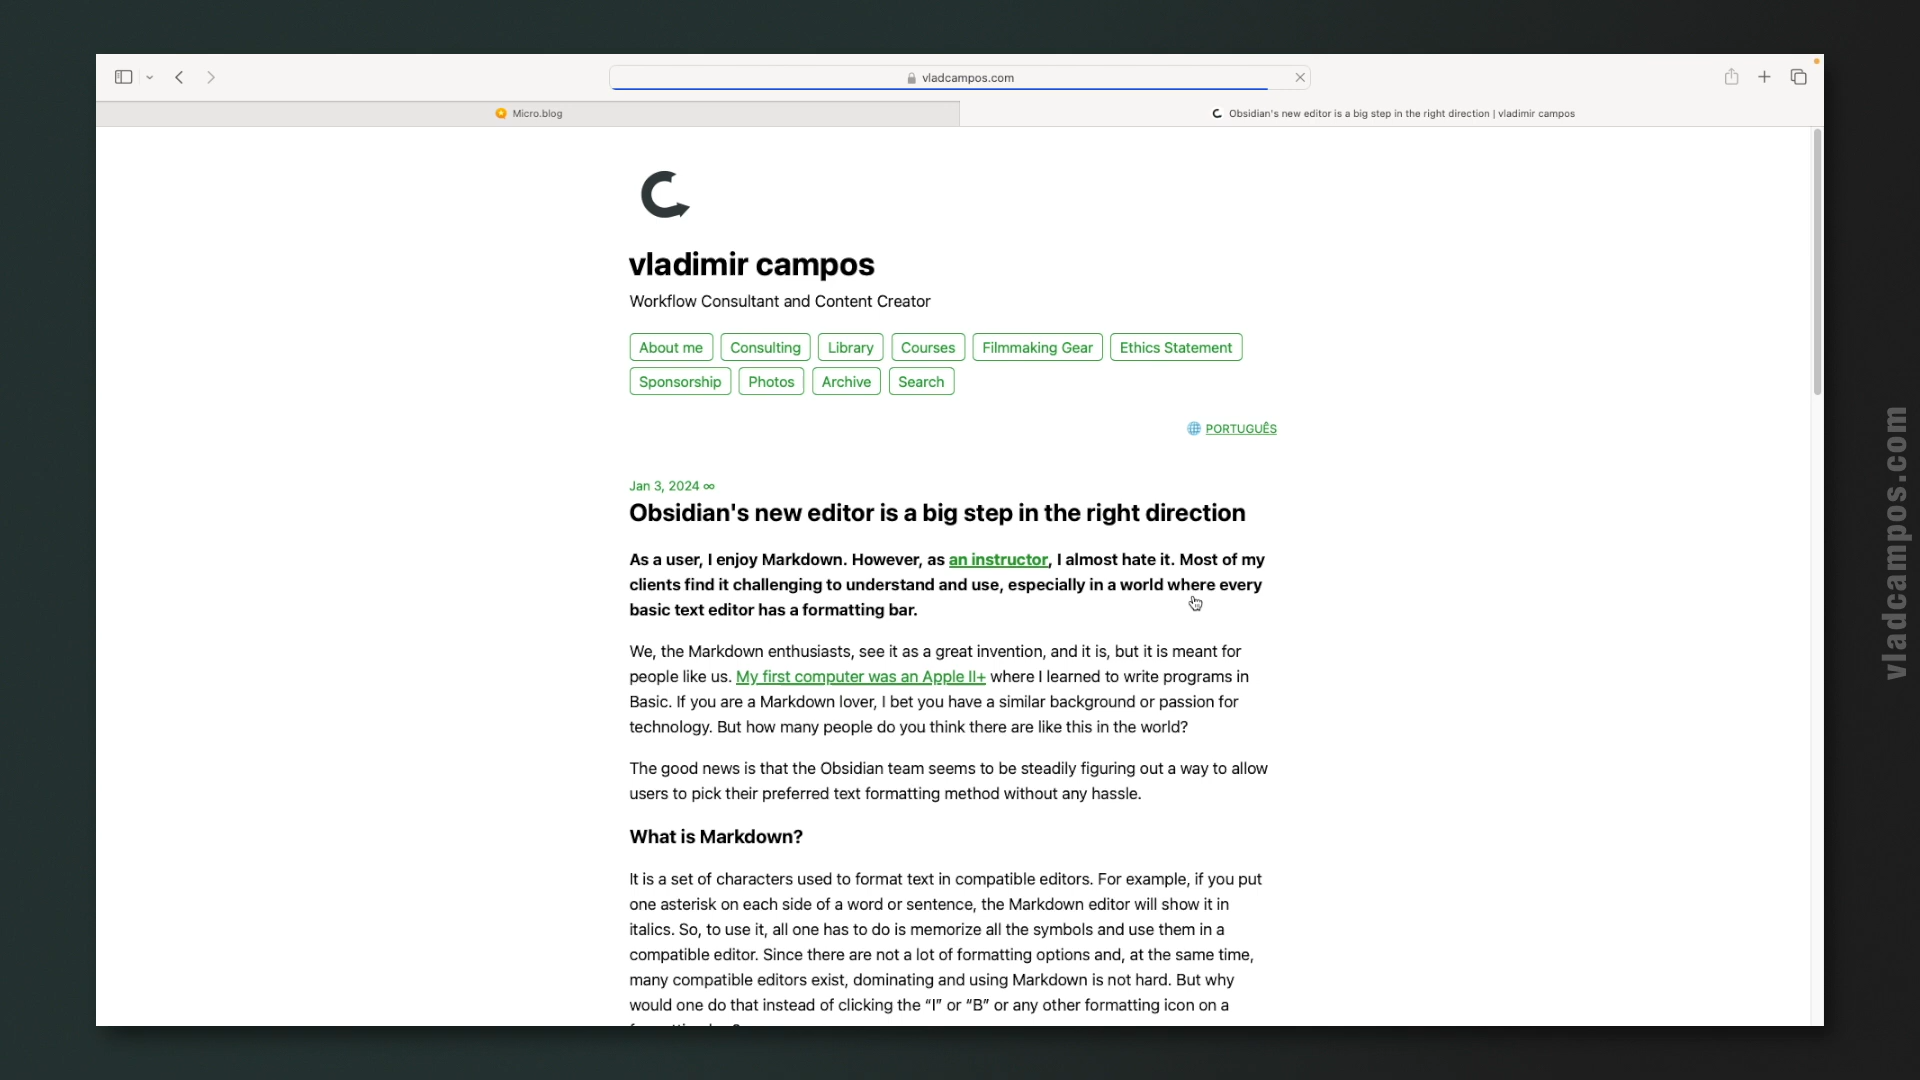 vladcampos.com
Micro.blog
Obsidian's new editor is a big step in the right direction | vladimir campos
vladimir campos
Workflow Consultant and Content Creator
About me Consulting Library Courses Filmmaking Gear Ethics Statement
Sponsorship Photos Archive Search
PORTUGUÊS
Jan 3, 2024 ∞
Obsidian's new editor is a big step in the right direction
As a user, I enjoy Markdown. However, as an instructor, I almost hate it. Most of my
clients find it challenging to understand and use, especially in a world where every
basic text editor has a formatting bar.
We, the Markdown enthusiasts, see it as a great invention, and it is, but it is meant for
people like us. My first computer was an Apple II+ where I learned to write programs in
Basic. If you are a Markdown lover, I bet you have a similar background or passion for
technology. But how many people do you think there are like this in the world?
The good news is that the Obsidian team seems to be steadily figuring out a way to allow
users to pick their preferred text formatting method without any hassle.
What is Markdown?
It is a set of characters used to format text in compatible editors. For example, if you put
one asterisk on each side of a word or sentence, the Markdown editor will show it in
italics. So, to use it, all one has to do is memorize all the symbols and use them in a
compatible editor. Since there are not a lot of formatting options and, at the same time,
many compatible editors exist, dominating and using Markdown is not hard. But why
would one do that instead of clicking the “I” or “B” or any other formatting icon on a
vladcampos.com